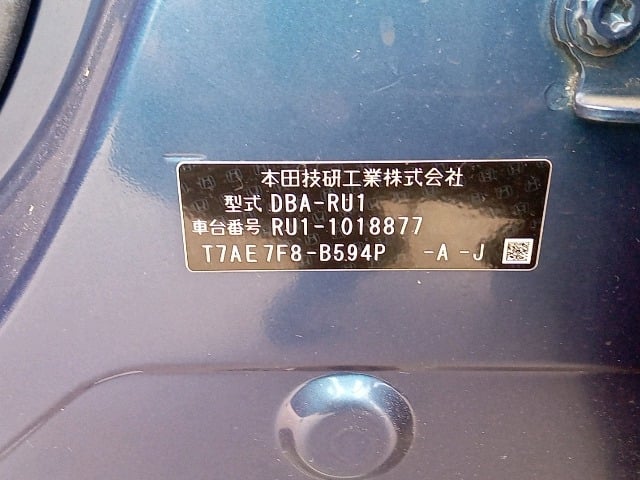 本田技研工業株式会社
型式 DBA-RU1
車台番号 RU1-1018877
T7AE7F8-B594P -A -J